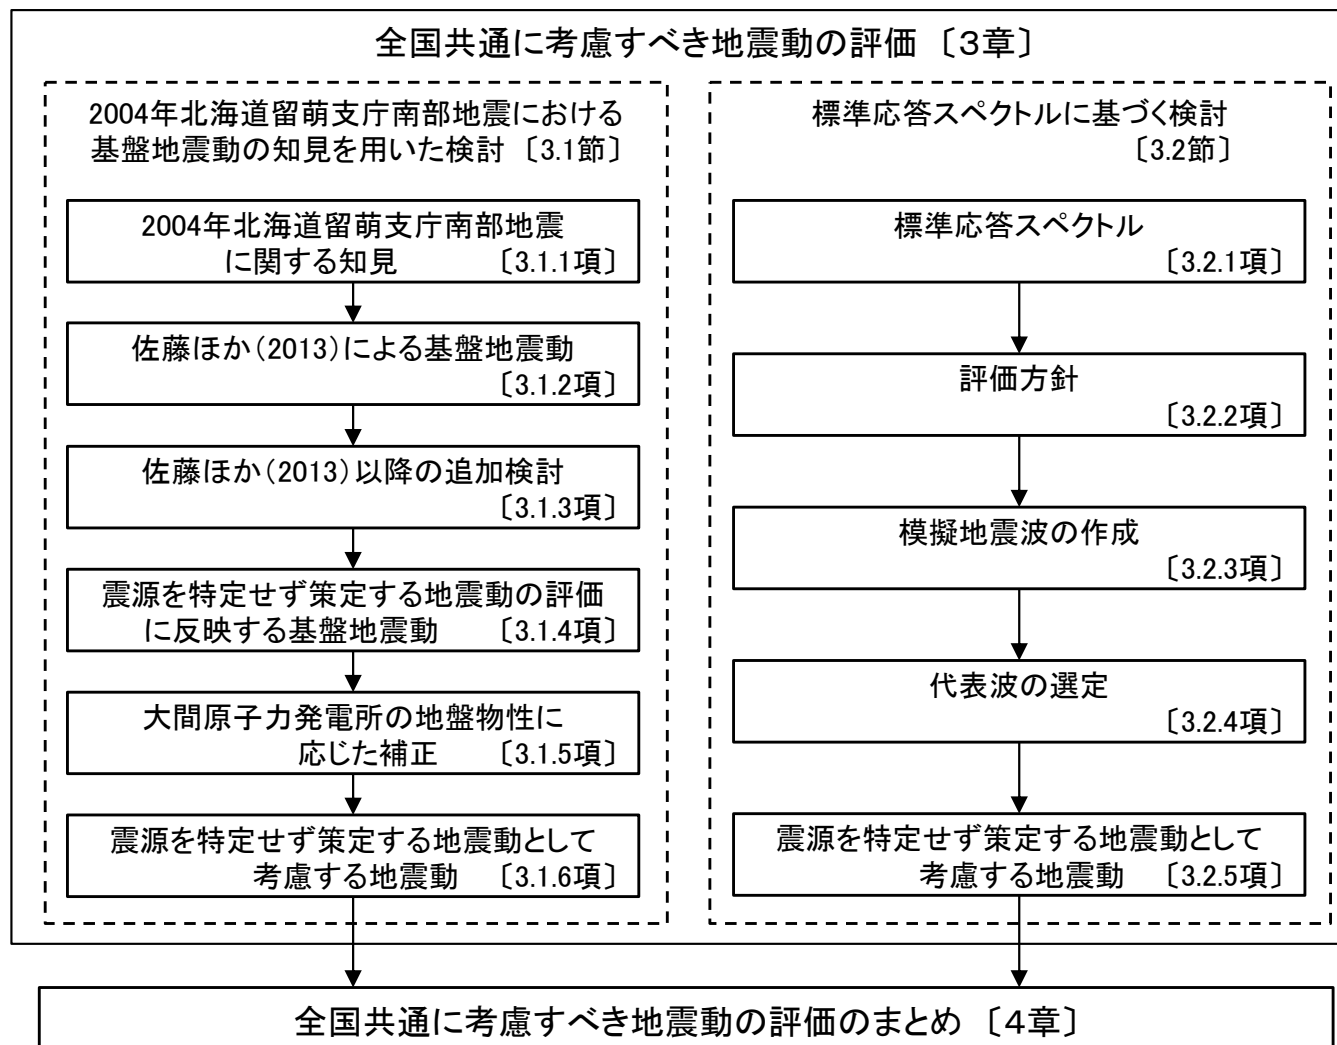 全国共通に考慮すべき地震動の評価〔３章〕
2004年北海道留萌支庁南部地震における
基盤地震動の知見を用いた検討〔3.1節〕
2004年北海道留萌支庁南部地震
に関する知見 〔3.1.1項〕
佐藤ほか（2013）による基盤地震動
〔3.1.2項〕
佐藤ほか（2013）以降の追加検討
〔3.1.3項〕
震源を特定せず策定する地震動の評価
に反映する基盤地震動 〔3.1.4項〕
大間原子力発電所の地盤物性に
応じた補正 〔3.1.5項〕
震源を特定せず策定する地震動として
考慮する地震動 〔3.1.6項〕
標準応答スペクトルに基づく検討
〔3.2節〕
標準応答スペクトル
〔3.2.1項〕
評価方針
〔3.2.2項〕
模擬地震波の作成
〔3.2.3項〕
代表波の選定
〔3.2.4項〕
震源を特定せず策定する地震動として
考慮する地震動 〔3.2.5項〕
全国共通に考慮すべき地震動の評価のまとめ〔４章〕